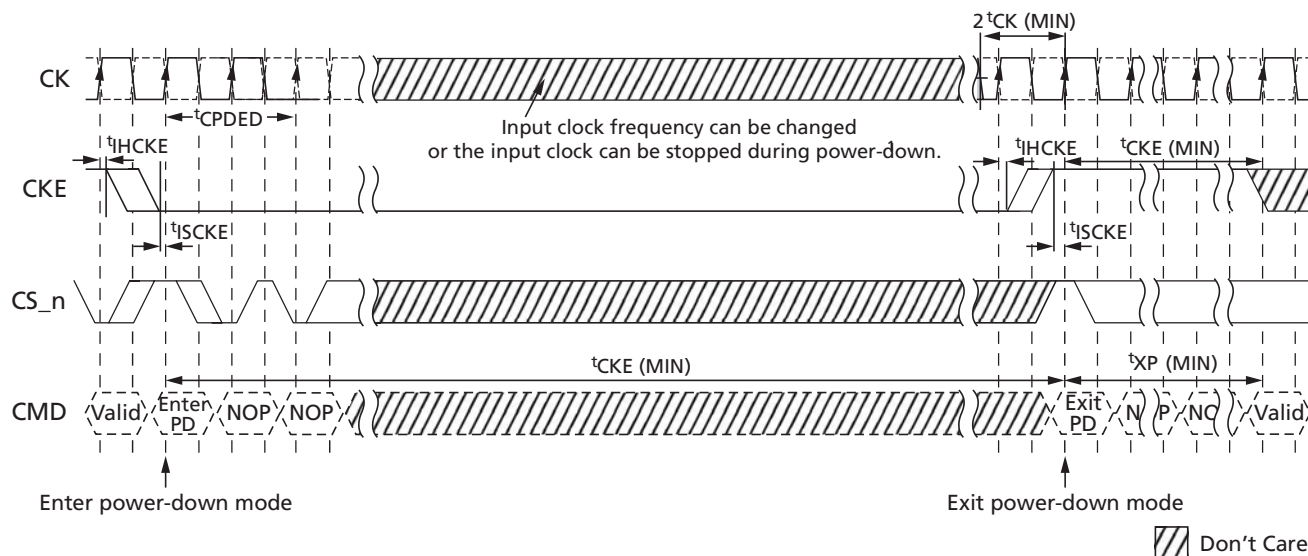 2 tCK (MIN)
CK
tCPDED
Input clock frequency can be changed
or the input clock can be stopped during power-down.
tIHCKE
tIHCKE
tCKE (MIN)
CKE
tISCKE
tISCKE
CS_n
tCKE (MIN)
tXP (MIN)
CMD
Valid
Enter
PD
NOP
NOP
Exit
PD
N P
NO
Valid
Enter power-down mode
Exit power-down mode
Don't Care